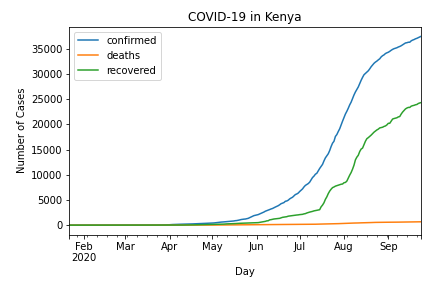 COVID-19 in Kenya
confirmed
deaths
recovered
Number of Cases
35000
30000
25000
20000
15000
10000
5000
0
Feb Mar Apr May Jun Jul Aug Sep
2020
Day